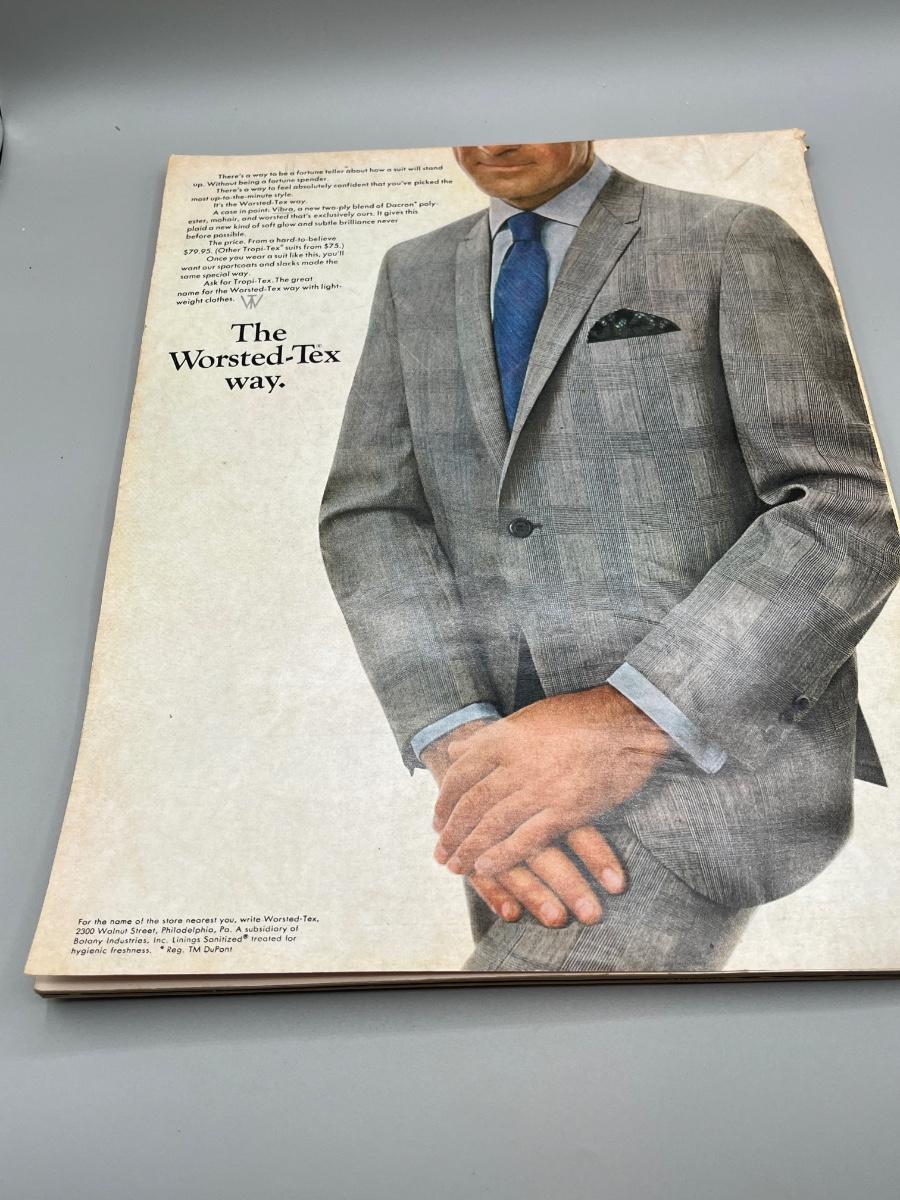 There's a way to be a fortune teller about how a suit will stand
up. Without being a fortune spender.
There's a way to feel absolutely confident that you've picked the
most up-to-the-minute style.
It's the Worsted-Tex way.
A case in point: Vibra, a new two-ply blend of Dacron* poly-
ester, mohair, and worsted that's exclusively ours. It gives this
plaid a new kind of soft glow and subtle brilliance never
before possible.
The price. From a hard-to-believe
$79.95. (Other Tropi-Tex® suits from $75.)
Once you wear a suit like this, you'll
want our sportcoats and slacks made the
same special way.
Ask for Tropi-Tex. The great
name for the Worsted-Tex way with light-
weight clothes.
The
Worsted-Tex®
way.
For the name of the store nearest you, write Worsted-Tex,
2300 Walnut Street, Philadelphia, Pa. A subsidiary of
Botany Industries, Inc. Linings Sanitized® treated for
hygienic freshness. * Reg. TM DuPont